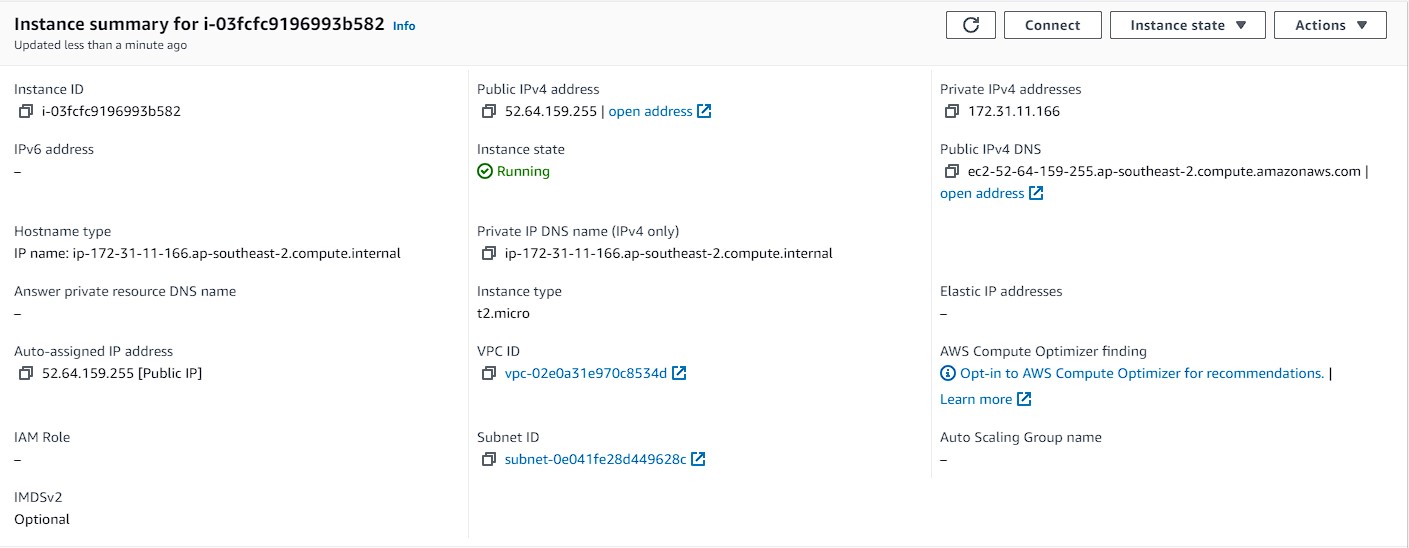 Instance summary for i-03fcfc9196993b582 Info
Updated less than a minute ago
Connect
Instance state
Actions
Instance ID
i-03fcfc9196993b582
Public IPv4 address
52.64.159.255 | open address
Private IPv4 addresses
172.31.11.166
IPv6 address
–
Instance state
Running
Public IPv4 DNS
ec2-52-64-159-255.ap-southeast-2.compute.amazonaws.com |
open address
Hostname type
IP name: ip-172-31-11-166.ap-southeast-2.compute.internal
Private IP DNS name (IPv4 only)
ip-172-31-11-166.ap-southeast-2.compute.internal
Answer private resource DNS name
–
Instance type
t2.micro
Elastic IP addresses
–
Auto-assigned IP address
52.64.159.255 [Public IP]
VPC ID
vpc-02e0a31e970c8534d
AWS Compute Optimizer finding
Opt-in to AWS Compute Optimizer for recommendations. |
Learn more
IAM Role
–
Subnet ID
subnet-0e041fe28d449628c
Auto Scaling Group name
–
IMDSv2
Optional